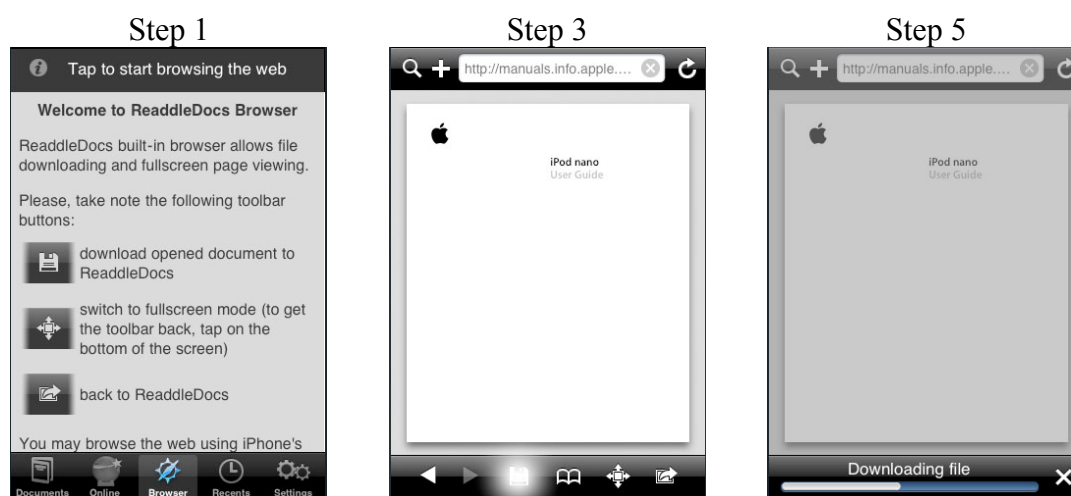 Step 1
Tap to start browsing the web
Welcome to ReaddleDocs Browser
ReaddleDocs built-in browser allows file
downloading and fullscreen page viewing.
Please, take note the following toolbar
buttons:
download opened document to
ReaddleDocs
switch to fullscreen mode (to get
the toolbar back, tap on the
bottom of the screen)
back to ReaddleDocs
You may browse the web using iPhone's
Documents Online Browser Recents Settings
Step 3
http://manuals.info.apple....
iPod nano
User Guide
Step 5
http://manuals.info.apple....
iPod nano
User Guide
Downloading file